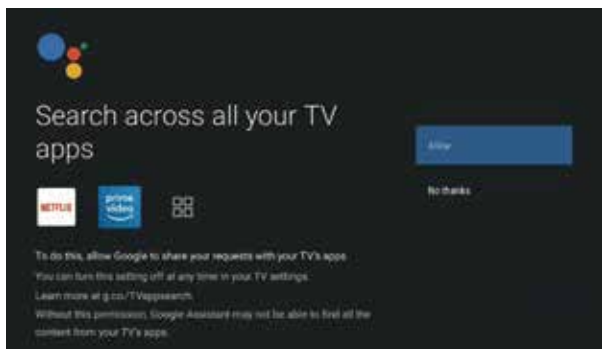 Search across all your TV
apps
NETFLIX
prime
video
Allow
No thanks
To do this, allow Google to share your requests with your TV's apps.
You can turn this setting off at any time in your TV settings.
Learn more at g.co/TVappsearch.
Without this permission, Google Assistant may not be able to find all the
content from your TV's apps.